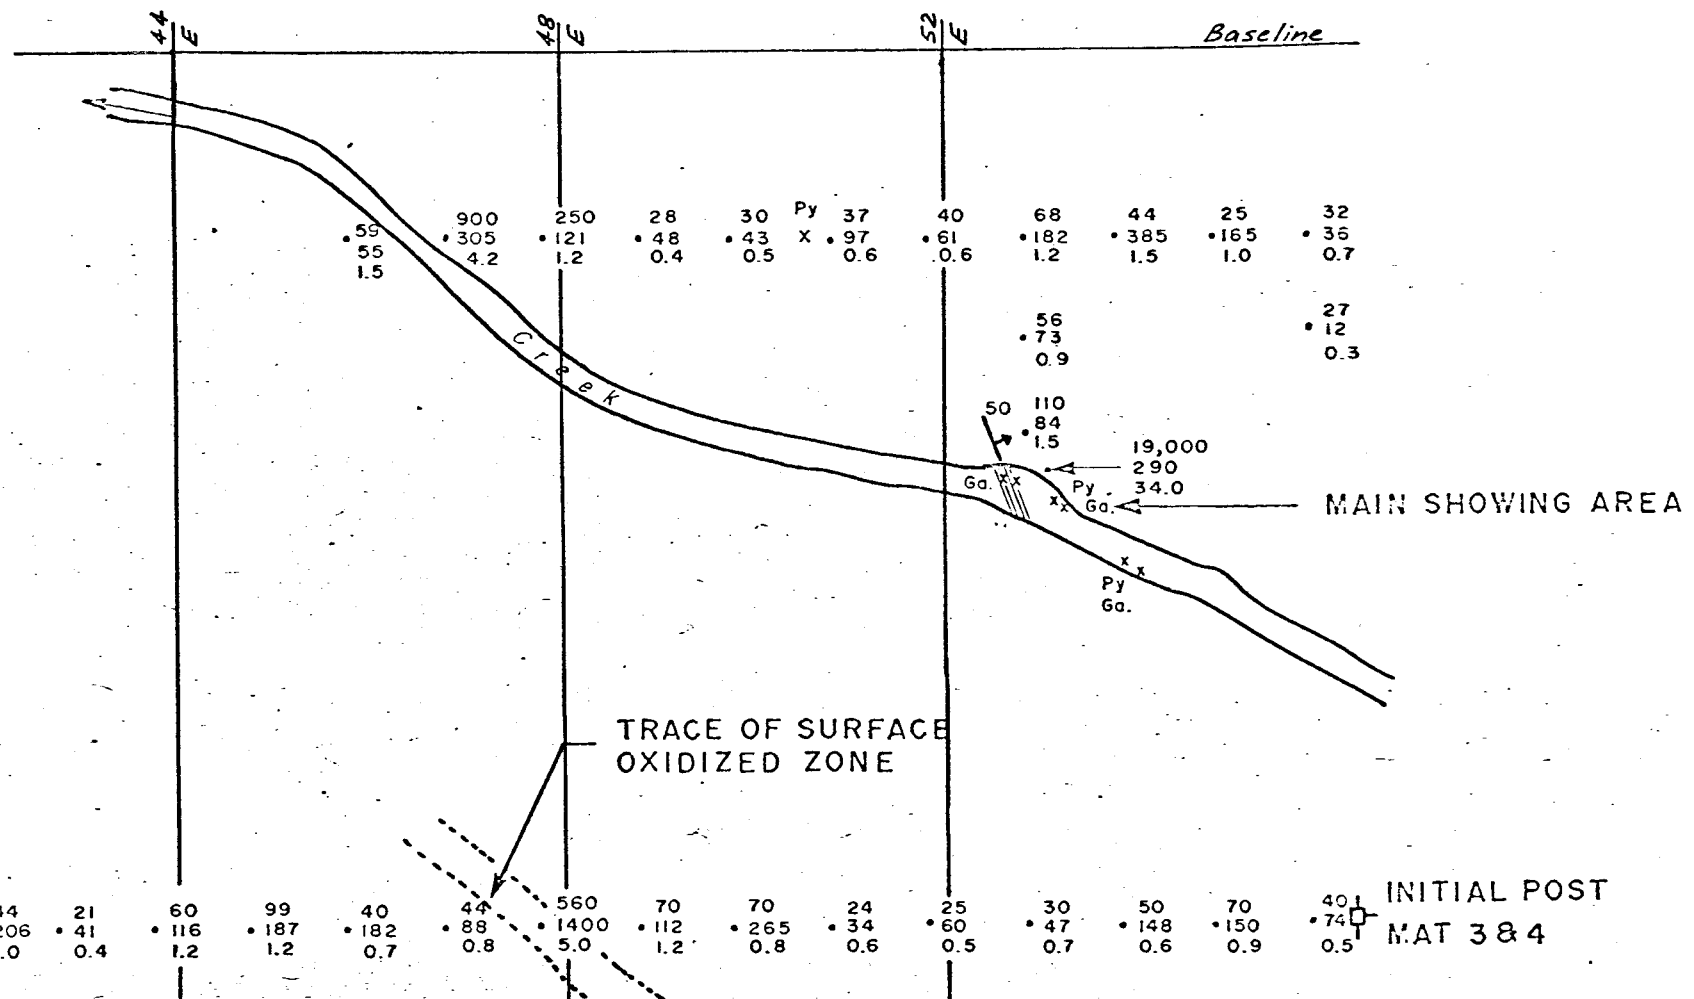 44 E
48 E
52 E
Baseline
900 250 28 30 Py 37 40 68 44 25 32
59 305 121 48 43 X 97 61 182 385 165 36
55 4.2 1.2 0.4 0.5 0.6 0.6 1.2 1.5 1.0 0.7
1.5
56
73
0.9
27
12
0.3
Creek
50
110
84
1.5
19,000
290
34.0
Ga. x x
Py
x x Ga.
MAIN SHOWING AREA
x x
Py
Ga.
TRACE OF SURFACE
OXIDIZED ZONE
44 21 60 99 40 44 560 70 70 24 25 30 50 70 40
206 41 116 187 182 88 1400 112 265 34 60 47 148 150 74
.0 0.4 1.2 1.2 0.7 0.8 5.0 1.2 0.8 0.6 0.5 0.7 0.6 0.9 0.5
INITIAL POST
MAT 3 & 4